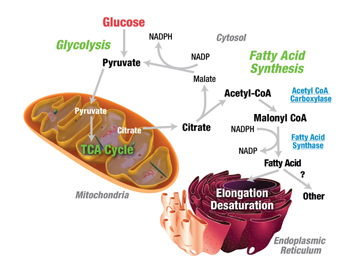 Glucose
NADPH
Cytosol
Glycolysis
NADP
Fatty Acid
Synthesis
Pyruvate
Malate
Acetyl-CoA
Acetyl CoA
Carboxylase
Pyruvate
Malonyl CoA
Citrate
Citrate
NADPH
Fatty Acid
Synthase
TCA Cycle
NADP
Fatty Acid
?
Mitochondria
Elongation
Desaturation
Other
Endoplasmic
Reticulum